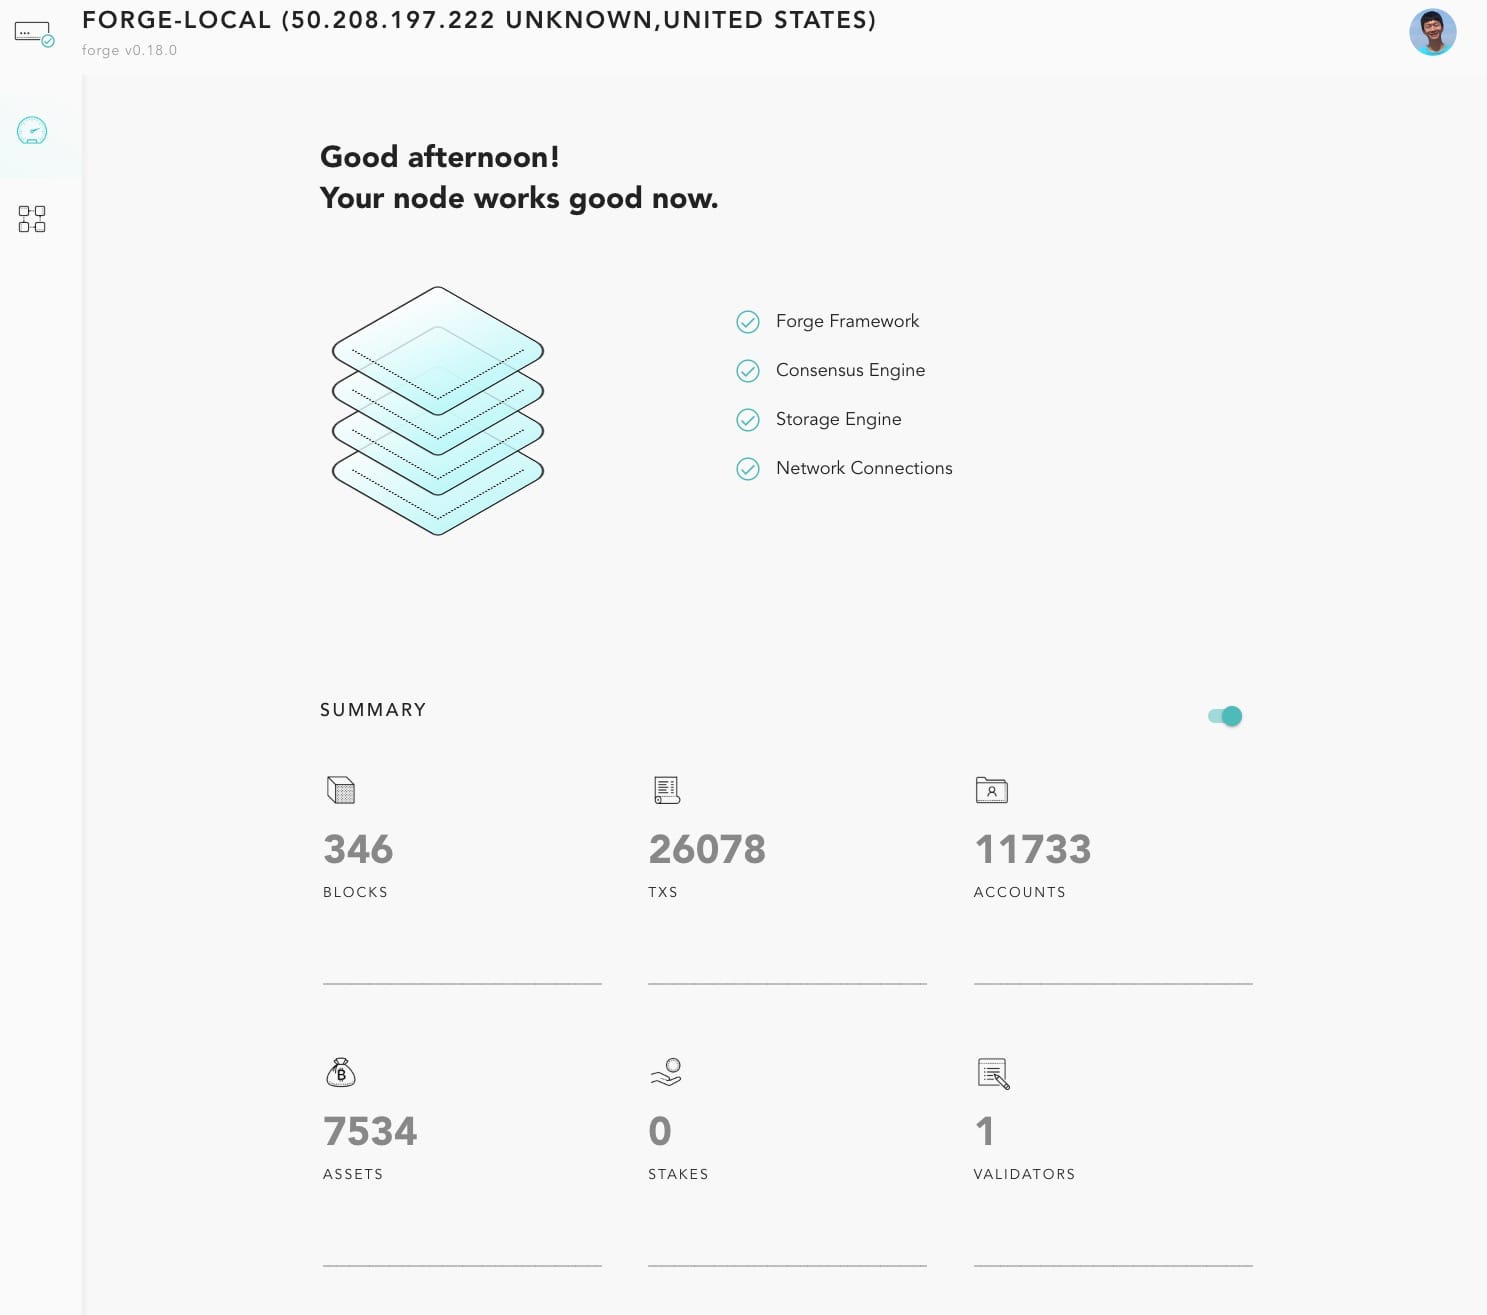 FORGE-LOCAL (50.208.197.222 UNKNOWN,UNITED STATES)
forge v0.18.0
Good afternoon!
Your node works good now.
Forge Framework
Consensus Engine
Storage Engine
Network Connections
SUMMARY
346
BLOCKS
26078
TXS
11733
ACCOUNTS
7534
ASSETS
0
STAKES
1
VALIDATORS